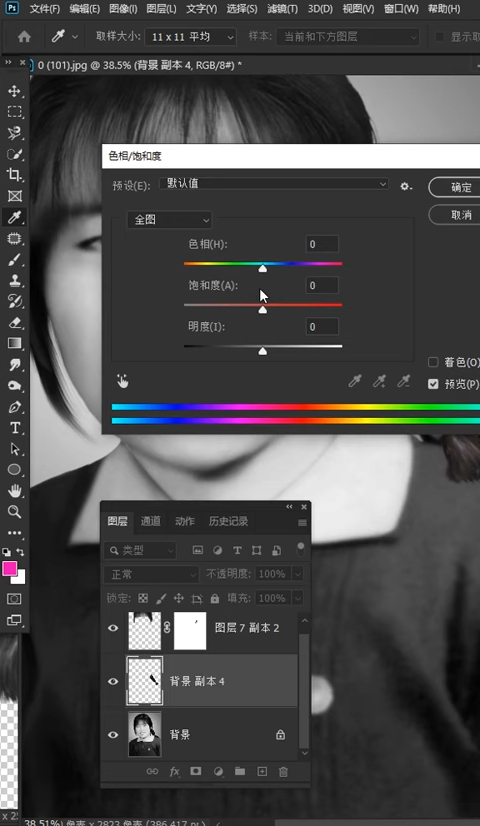 Ps 文件(F) 编辑(E) 图像(I) 图层(L) 文字(Y) 选择(S) 滤镜(T) 3D(D) 视图(V) 窗口(W) 帮助(H)
取样大小: 11 x 11 平均 样本: 当前和下方图层 显示取
0 (101).jpg @ 38.5% (背景 副本 4, RGB/8#) *
色相/饱和度
预设(E): 默认值
确定
取消
全图
色相(H): 0
饱和度(A): 0
明度(I): 0
着色(O)
预览(P)
图层 通道 动作 历史记录
类型
正常 不透明度: 100%
锁定: 填充: 100%
图层 7 副本 2
背景 副本 4
背景
fx
38.51%) 像素 x 2823 像素 (386.417 ppi)